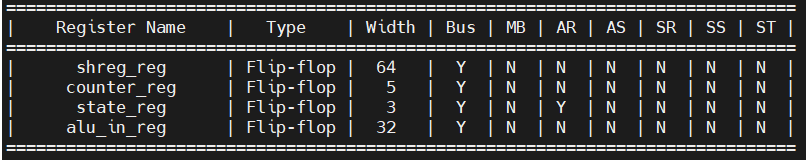 ===============================================================================
|    Register Name     |   Type    | Width | Bus | MB | AR | AS | SR | SS | ST |
===============================================================================
|      shreg_reg       | Flip-flop |  64   |  Y  | N  | N  | N  | N  | N  | N  |
|     counter_reg      | Flip-flop |   5   |  Y  | N  | N  | N  | N  | N  | N  |
|      state_reg       | Flip-flop |   3   |  Y  | N  | Y  | N  | N  | N  | N  |
|     alu_in_reg       | Flip-flop |  32   |  Y  | N  | N  | N  | N  | N  | N  |
===============================================================================